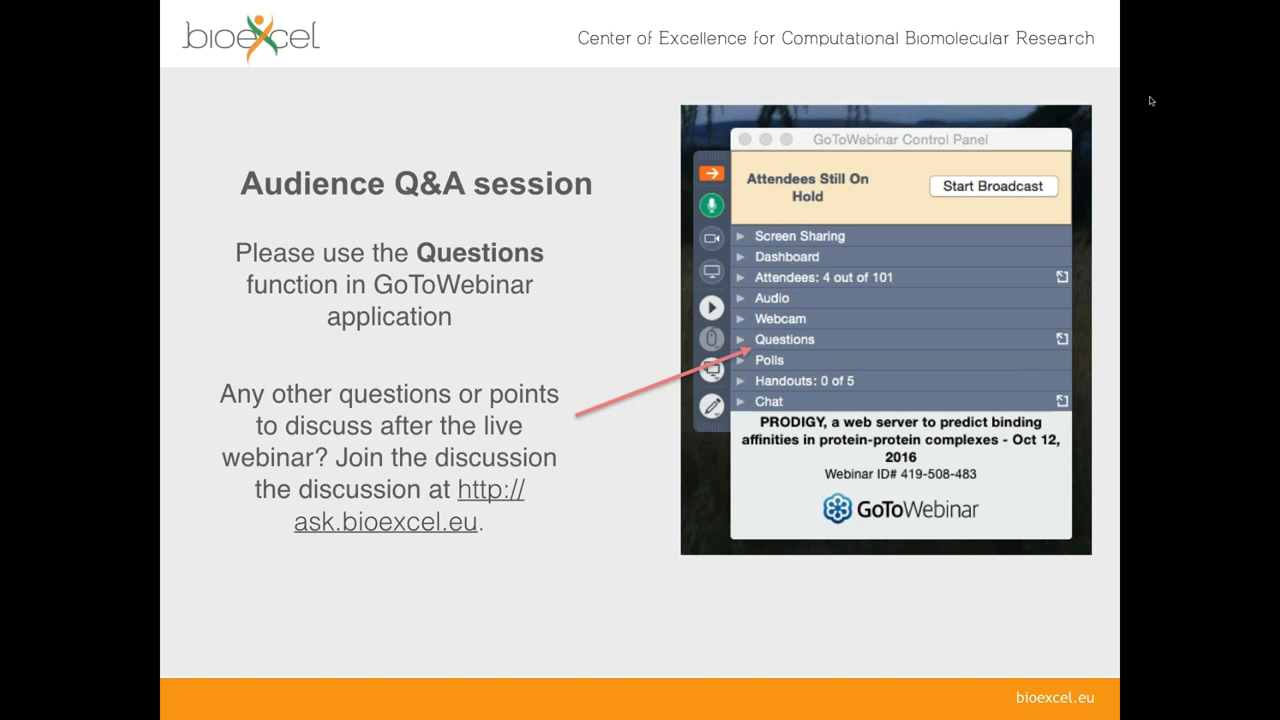 bioexcel
Center of Excellence for Computational Biomolecular Research
Audience Q&A session
Please use the Questions
function in GoToWebinar
application
Any other questions or points
to discuss after the live
webinar? Join the discussion
the discussion at http://
ask.bioexcel.eu.
GoToWebinar Control Panel
Attendees Still On
Hold
Start Broadcast
Screen Sharing
Dashboard
Attendees: 4 out of 101
Audio
Webcam
Questions
Polls
Handouts: 0 of 5
Chat
PRODIGY, a web server to predict binding
affinities in protein-protein complexes - Oct 12,
2016
Webinar ID# 419-508-483
GoToWebinar
bioexcel.eu